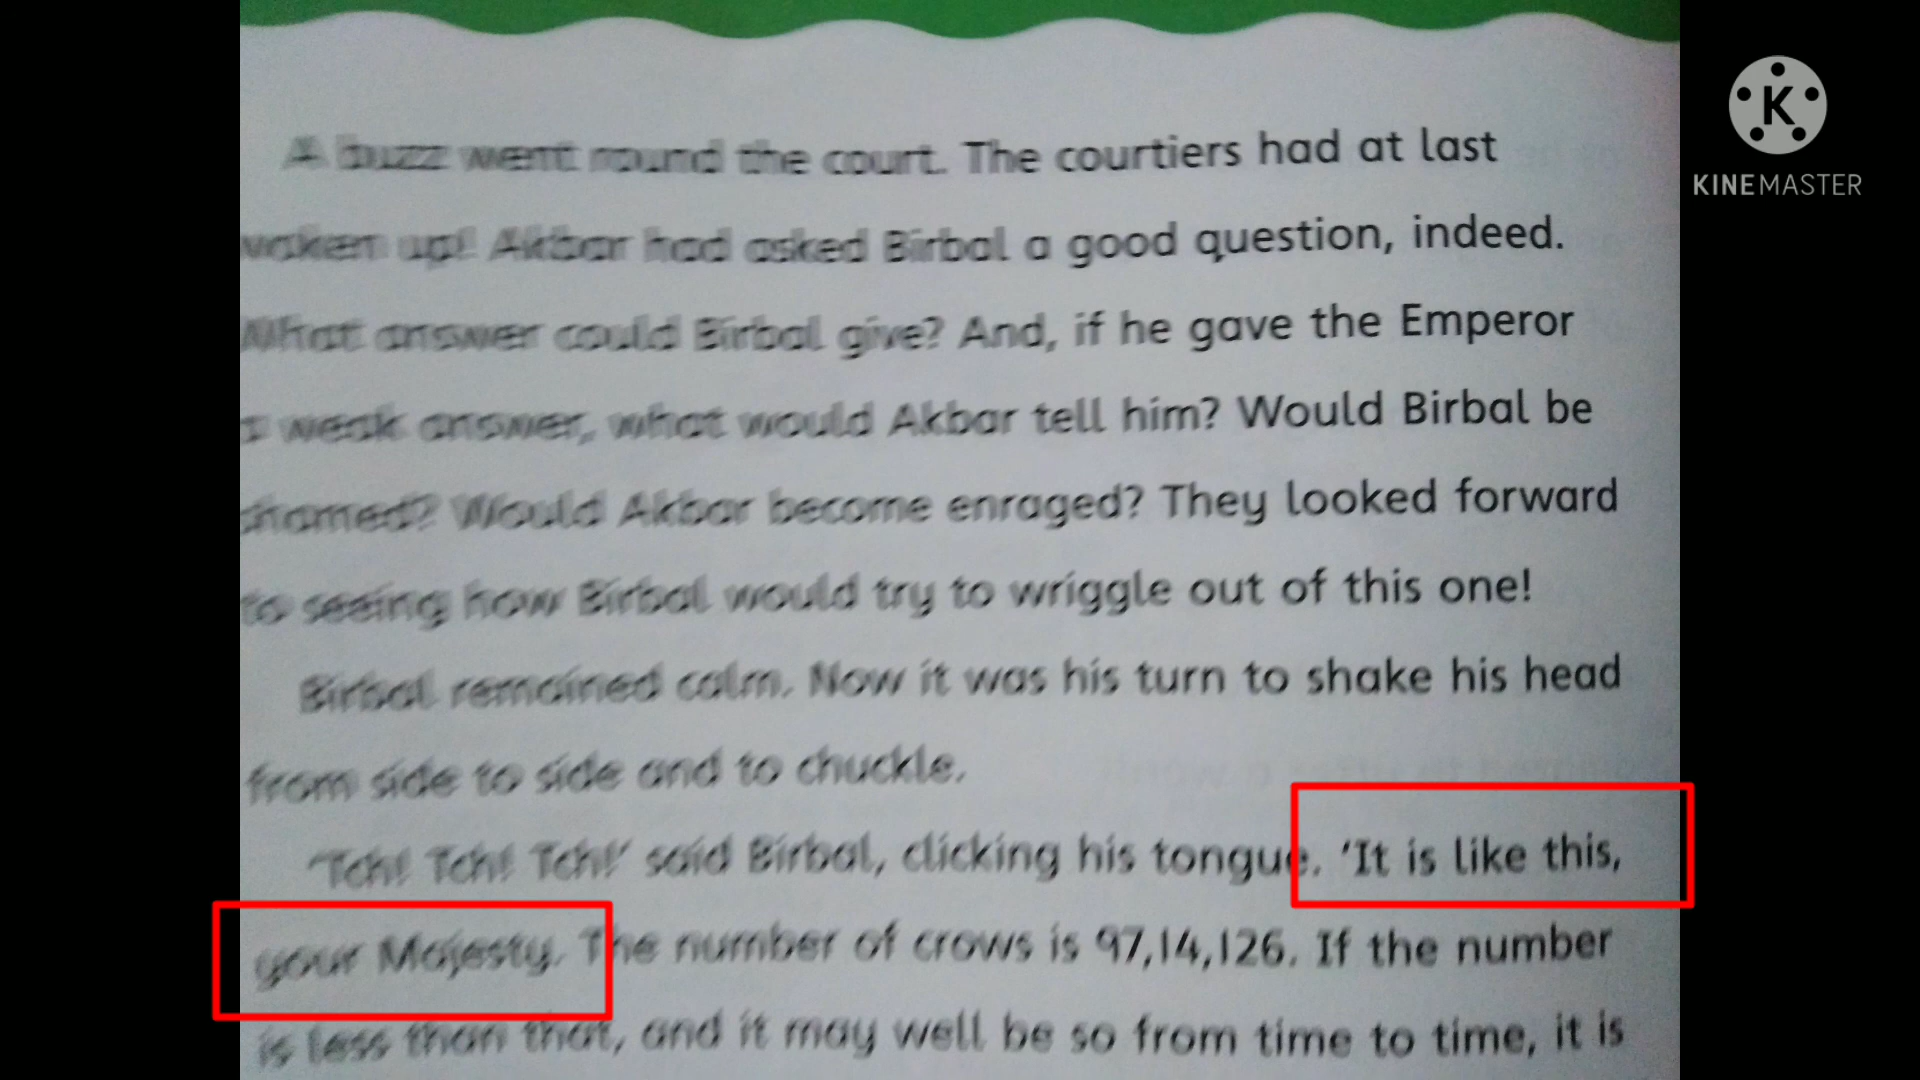 A buzz went round the court. The courtiers had at last
woken up! Akbar had asked Birbal a good question, indeed.
What answer could Birbal give? And, if he gave the Emperor
a weak answer, what would Akbar tell him? Would Birbal be
shamed? Would Akbar become enraged? They looked forward
to seeing how Birbal would try to wriggle out of this one!
Birbal remained calm. Now it was his turn to shake his head
from side to side and to chuckle.
'Tch! Tch! Tch!' said Birbal, clicking his tongue. 'It is like this,
your Majesty. The number of crows is 97,14,126. If the number
is less than that, and it may well be so from time to time, it is
K
KINEMASTER